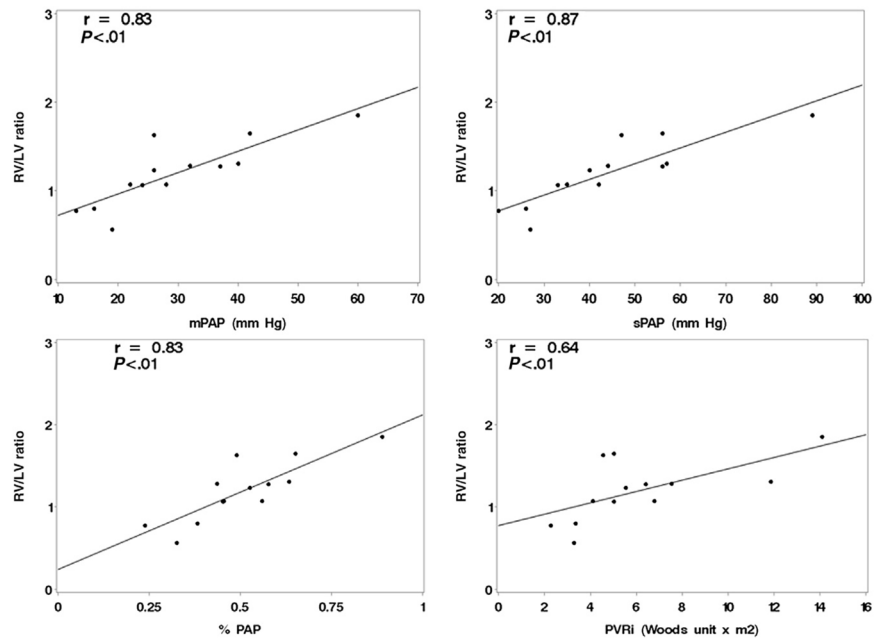 r = 0.83
P<.01
3
2
1
0
RV/LV ratio
10 20 30 40 50 60 70
mPAP (mm Hg)
r = 0.87
P<.01
3
2
1
0
RV/LV ratio
20 30 40 50 60 70 80 90 100
sPAP (mm Hg)
r = 0.83
P<.01
3
2
1
0
RV/LV ratio
0 0.25 0.5 0.75 1
% PAP
r = 0.64
P<.01
3
2
1
0
RV/LV ratio
0 2 4 6 8 10 12 14 16
PVRi (Woods unit x m2)